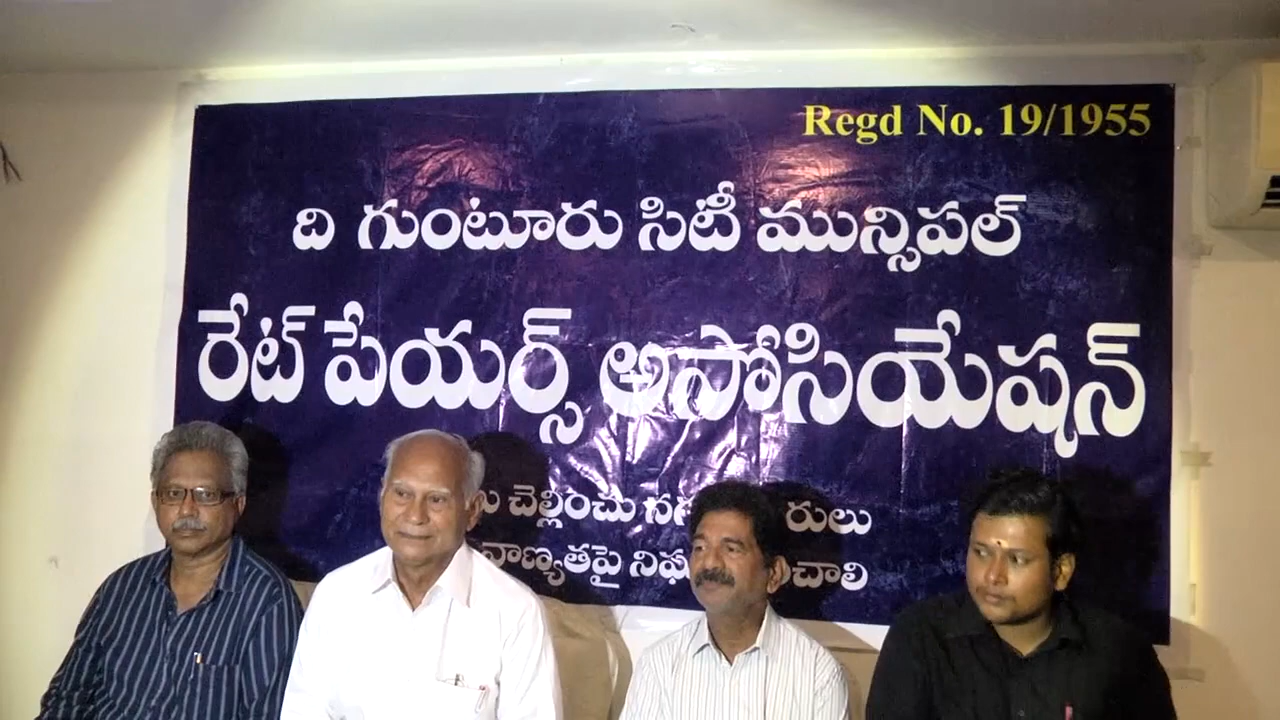 Regd No. 19/1955
ది గుంటూరు సిటీ మున్సిపల్
రేట్ పేయర్స్ అసోసియేషన్
చెల్లించు